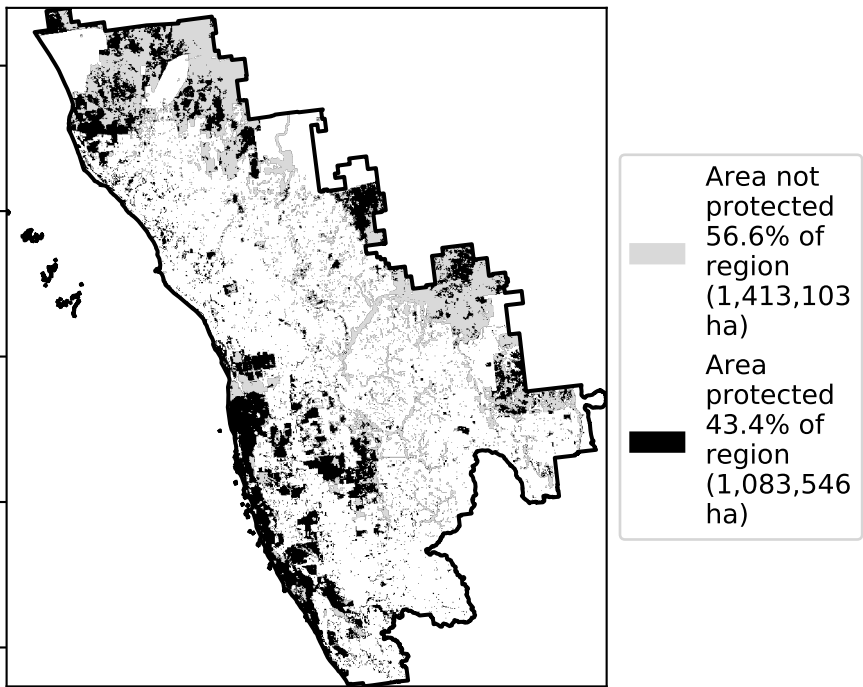 Area not
protected
56.6% of
region
(1,413,103
ha)
Area
protected
43.4% of
region
(1,083,546
ha)